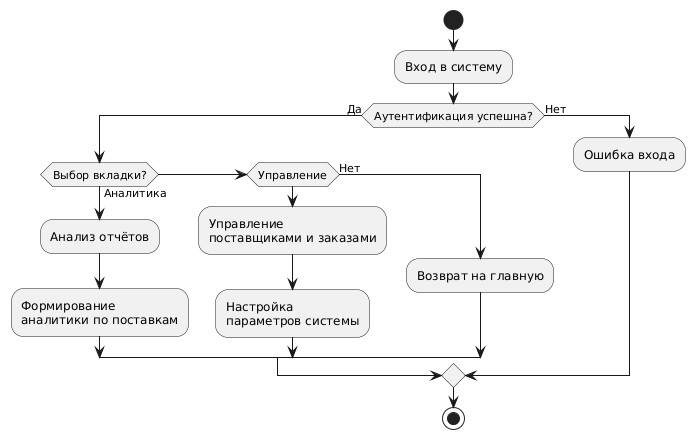 Вход в систему
Да
Аутентификация успешна?
Нет
Ошибка входа
Выбор вкладки?
Аналитика
Управление
Нет
Анализ отчётов
Управление
поставщиками и заказами
Возврат на главную
Формирование
аналитики по поставкам
Настройка
параметров системы